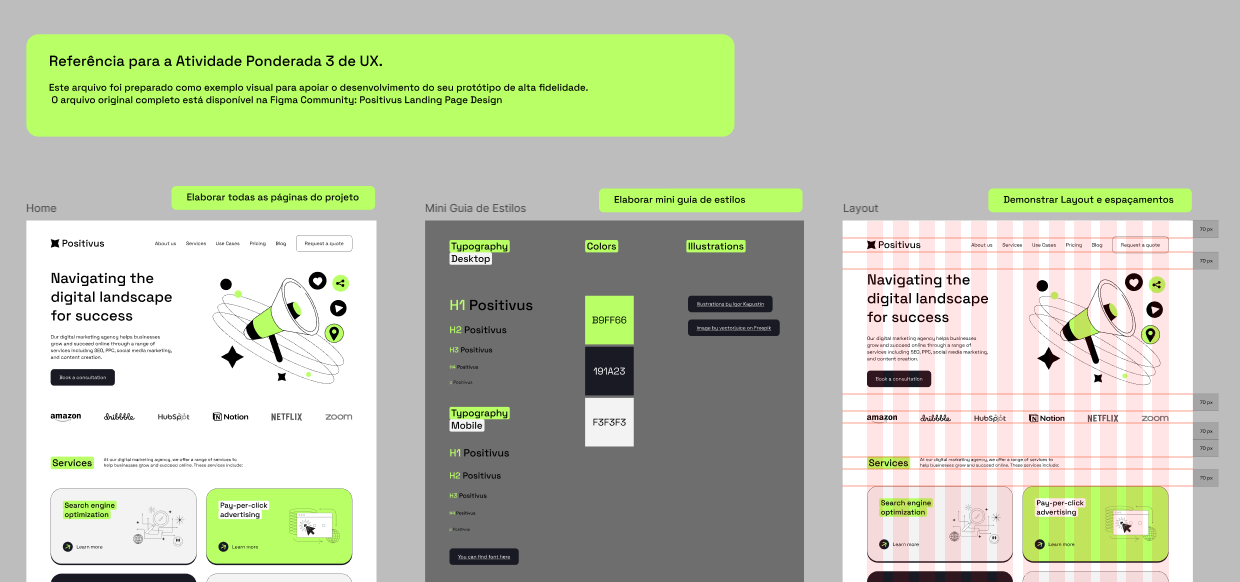 Referência para a Atividade Ponderada 3 de UX.
Este arquivo foi preparado como exemplo visual para apoiar o desenvolvimento do seu protótipo de alta fidelidade.
O arquivo original completo está disponível na Figma Community: Positivus Landing Page Design
Elaborar todas as páginas do projeto
Home
Positivus
About us Services Use Cases Pricing Blog Request a quote
Navigating the
digital landscape
for success
Our digital marketing agency helps businesses
grow and succeed online through a range of
services including SEO, PPC, social media marketing,
and content creation.
Book a consultation
amazon dribbble HubSpot Notion NETFLIX zoom
Services
At our digital marketing agency, we offer a range of services to
help businesses grow and succeed online. These services include:
Search engine
optimization
Learn more
Pay-per-click
advertising
Learn more
Elaborar mini guia de estilos
Mini Guia de Estilos
Typography
Desktop
H1 Positivus
H2 Positivus
H3 Positivus
H4 Positivus
P Positivus
Typography
Mobile
H1 Positivus
H2 Positivus
H3 Positivus
H4 Positivus
P Positivus
You can find font here
Colors
B9FF66
191A23
F3F3F3
Illustrations
Illustrations by Igor Kapustin
Image by vectorjuice on Freepik
Demonstrar Layout e espaçamentos
Layout
Positivus
About us Services Use Cases Pricing Blog Request a quote
Navigating the
digital landscape
for success
Our digital marketing agency helps businesses
grow and succeed online through a range of
services including SEO, PPC, social media marketing,
and content creation.
Book a consultation
amazon dribbble HubSpot Notion NETFLIX zoom
Services
At our digital marketing agency, we offer a range of services to
help businesses grow and succeed online. These services include:
Search engine
optimization
Learn more
Pay-per-click
advertising
Learn more
70 px
70 px
70 px
70 px
70 px
70 px